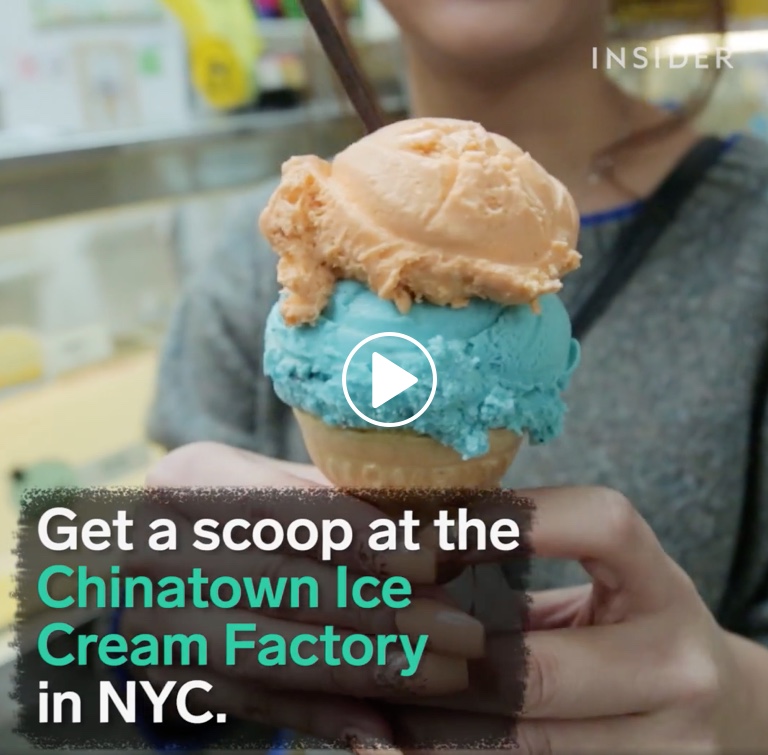 INSIDER
Get a scoop at the
Chinatown Ice
Cream Factory
in NYC.